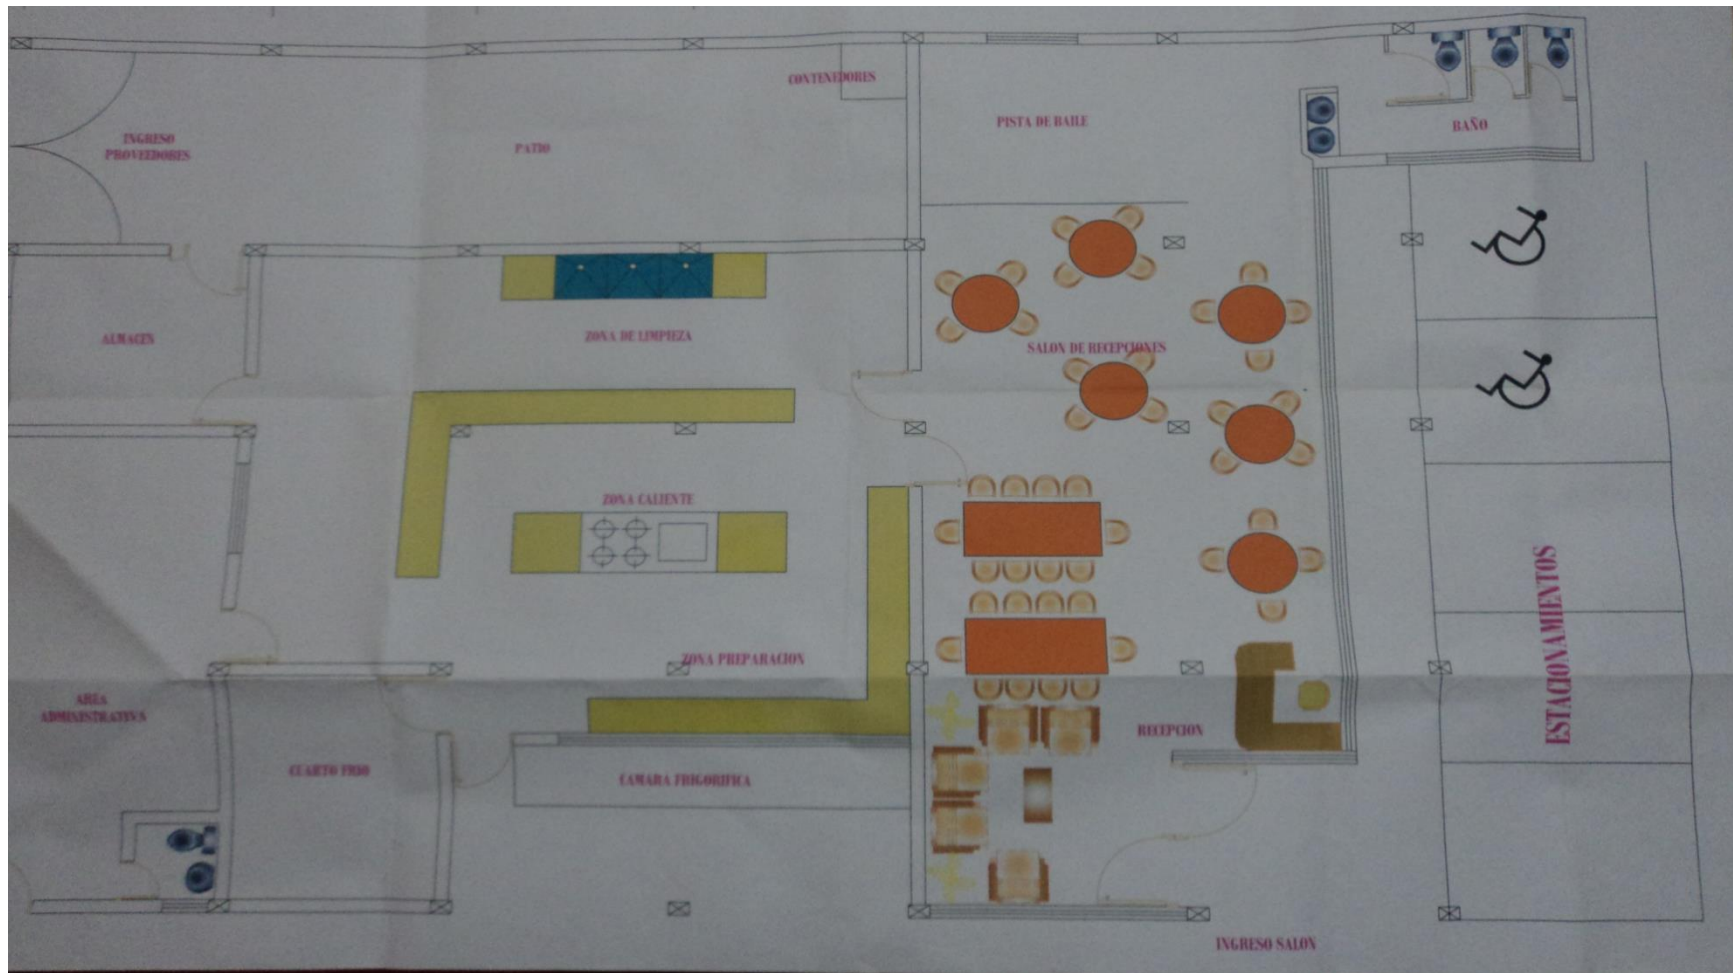 CONTENEDORES
PISTA DE BAILE
BAÑO
INGRESO
PROVEEDORES
PATIO
ALMACEN
ZONA DE LIMPIEZA
SALON DE RECEPCIONES
ZONA CALIENTE
ESTACIONAMIENTOS
ZONA PREPARACION
AREA
ADMINISTRATIVA
RECEPCION
CUARTO FRIO
CAMARA FRIGORIFICA
INGRESO SALON